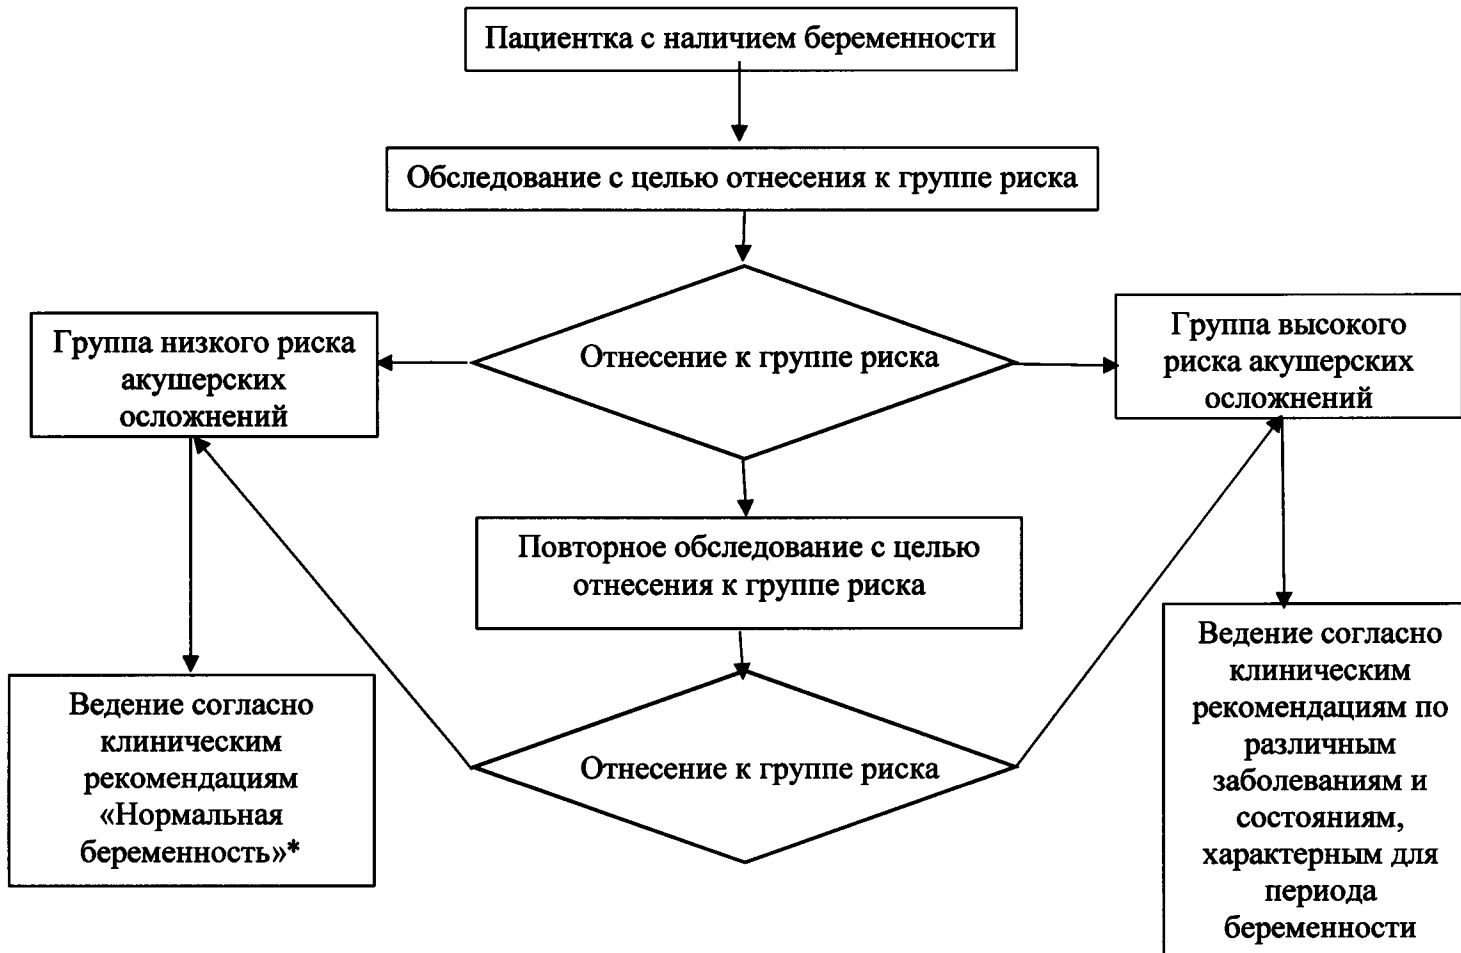 Пациентка с наличием беременности
Обследование с целью отнесения к группе риска
Группа низкого риска
акушерских
осложнений
Отнесение к группе риска
Группа высокого
риска акушерских
осложнений
Повторное обследование с целью
отнесения к группе риска
Ведение согласно
клиническим
рекомендациям
«Нормальная
беременность»*
Отнесение к группе риска
Ведение согласно
клиническим
рекомендациям по
различным
заболеваниям и
состояниям,
характерным для
периода
беременности